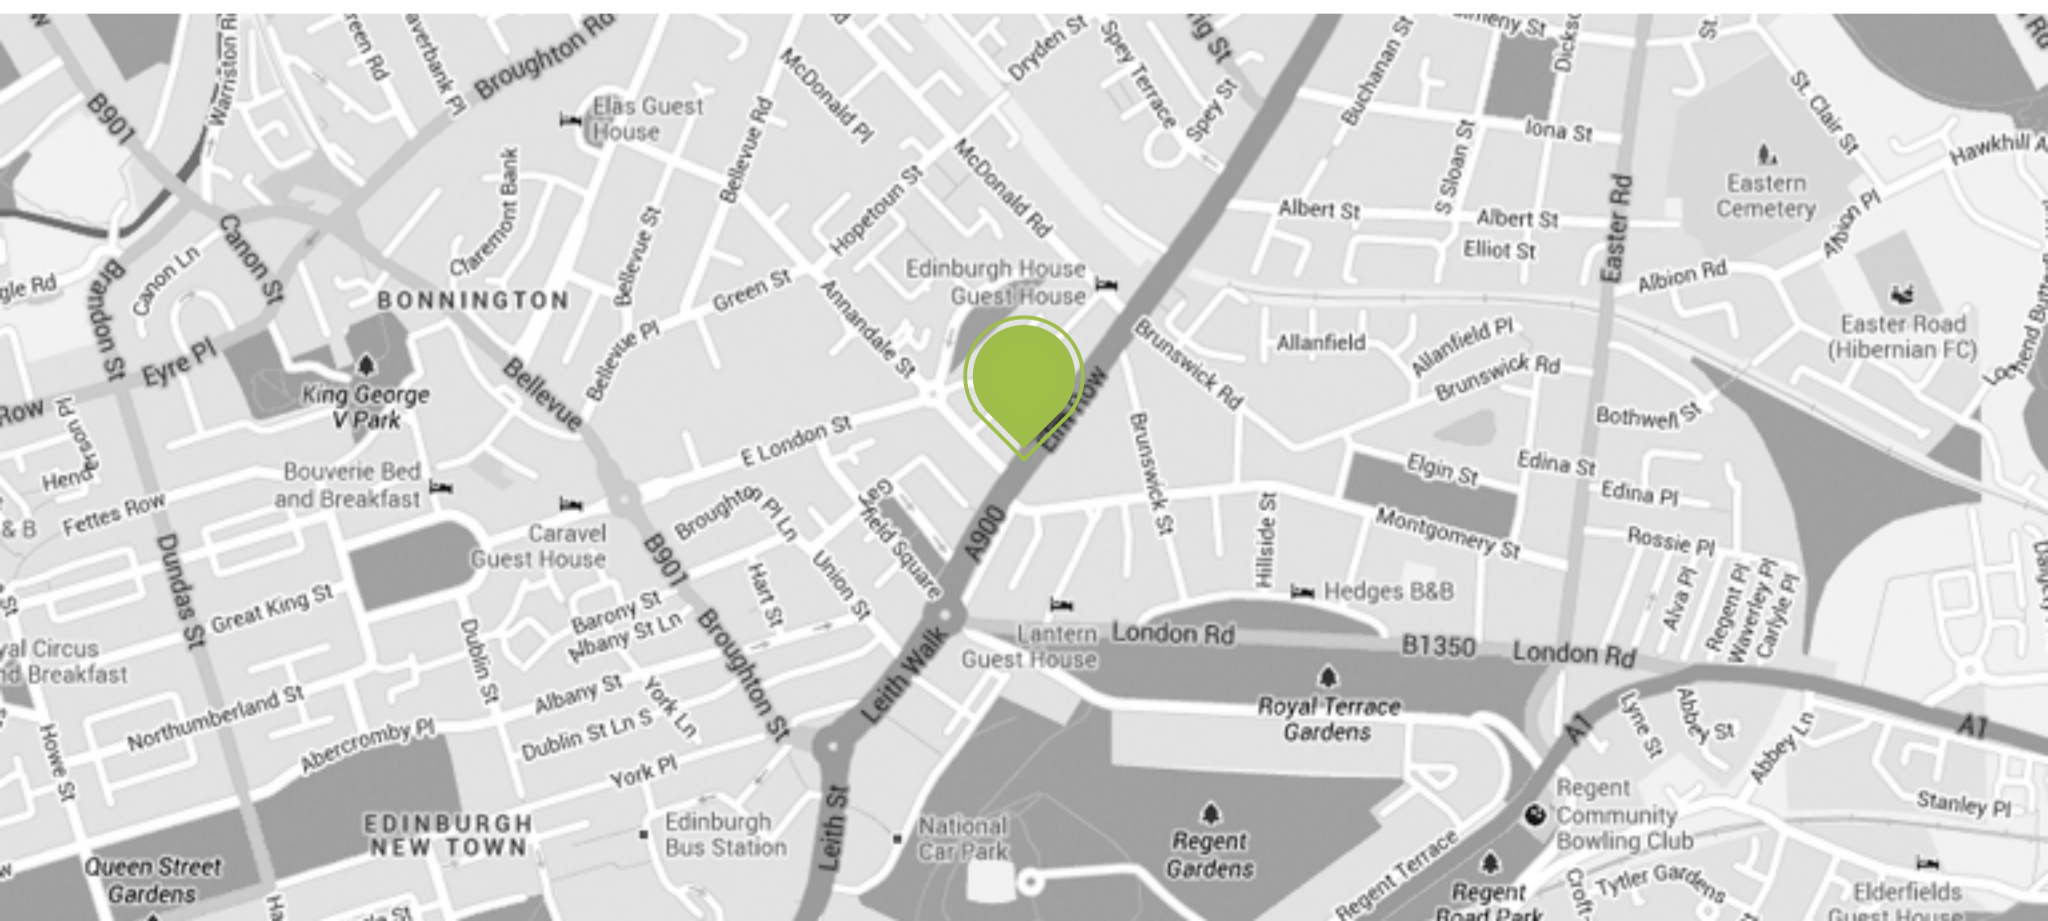 Broughton Rd
McDonald Pl
Dryden St
Spey Terrace
Spey St
Buchanan St
Iona St
St. Clair St
B901
Elas Guest
House
Bellevue Rd
McDonald Rd
S Sloan St
Eastern
Cemetery
Claremont Bank
Hopetoun St
Albert St
Albert St
Elliot St
Easter Rd
Albion Pl
Albion Rd
Canon St
Canon Ln
Brandon St
Bellevue St
Green St
Edinburgh House
Guest House
BONNINGTON
Annandale St
Easter Road
(Hibernian FC)
Eyre Pl
Bellevue Pl
Bellevue
Brunswick Rd
Allanfield
Allanfield Pl
Brunswick Rd
Bothwell St
King George
V Park
Row
E London St
Elm Row
Brunswick St
Elgin St
Edina St
Edina Pl
Bouverie Bed
and Breakfast
Fettes Row
& B
Caravel
Guest House
Broughton Pl Ln
Gayfield Square
A900
Hillside St
Montgomery St
Rossie Pl
Dundas St
B901
Hart St
Union St
Hedges B&B
Alva Pl
Regent Pl
Waverley Pl
Carlyle Pl
Great King St
Dublin St
Barony St
Albany St Ln
Broughton St
Lantern
Guest House
London Rd
B1350
London Rd
Leith Walk
Northumberland St
Albany St
York Ln
Dublin St Ln S
Abercromby Pl
Howe St
York Pl
Royal Terrace
Gardens
A1
Lyne St
Abbey St
Abbey Ln
A1
Leith St
EDINBURGH
NEW TOWN
Edinburgh
Bus Station
National
Car Park
Regent
Gardens
Regent
Community
Bowling Club
Stanley Pl
Queen Street
Gardens
Regent Terrace
Regent
Road Park
Tytler Gardens
Elderfields
Guest House